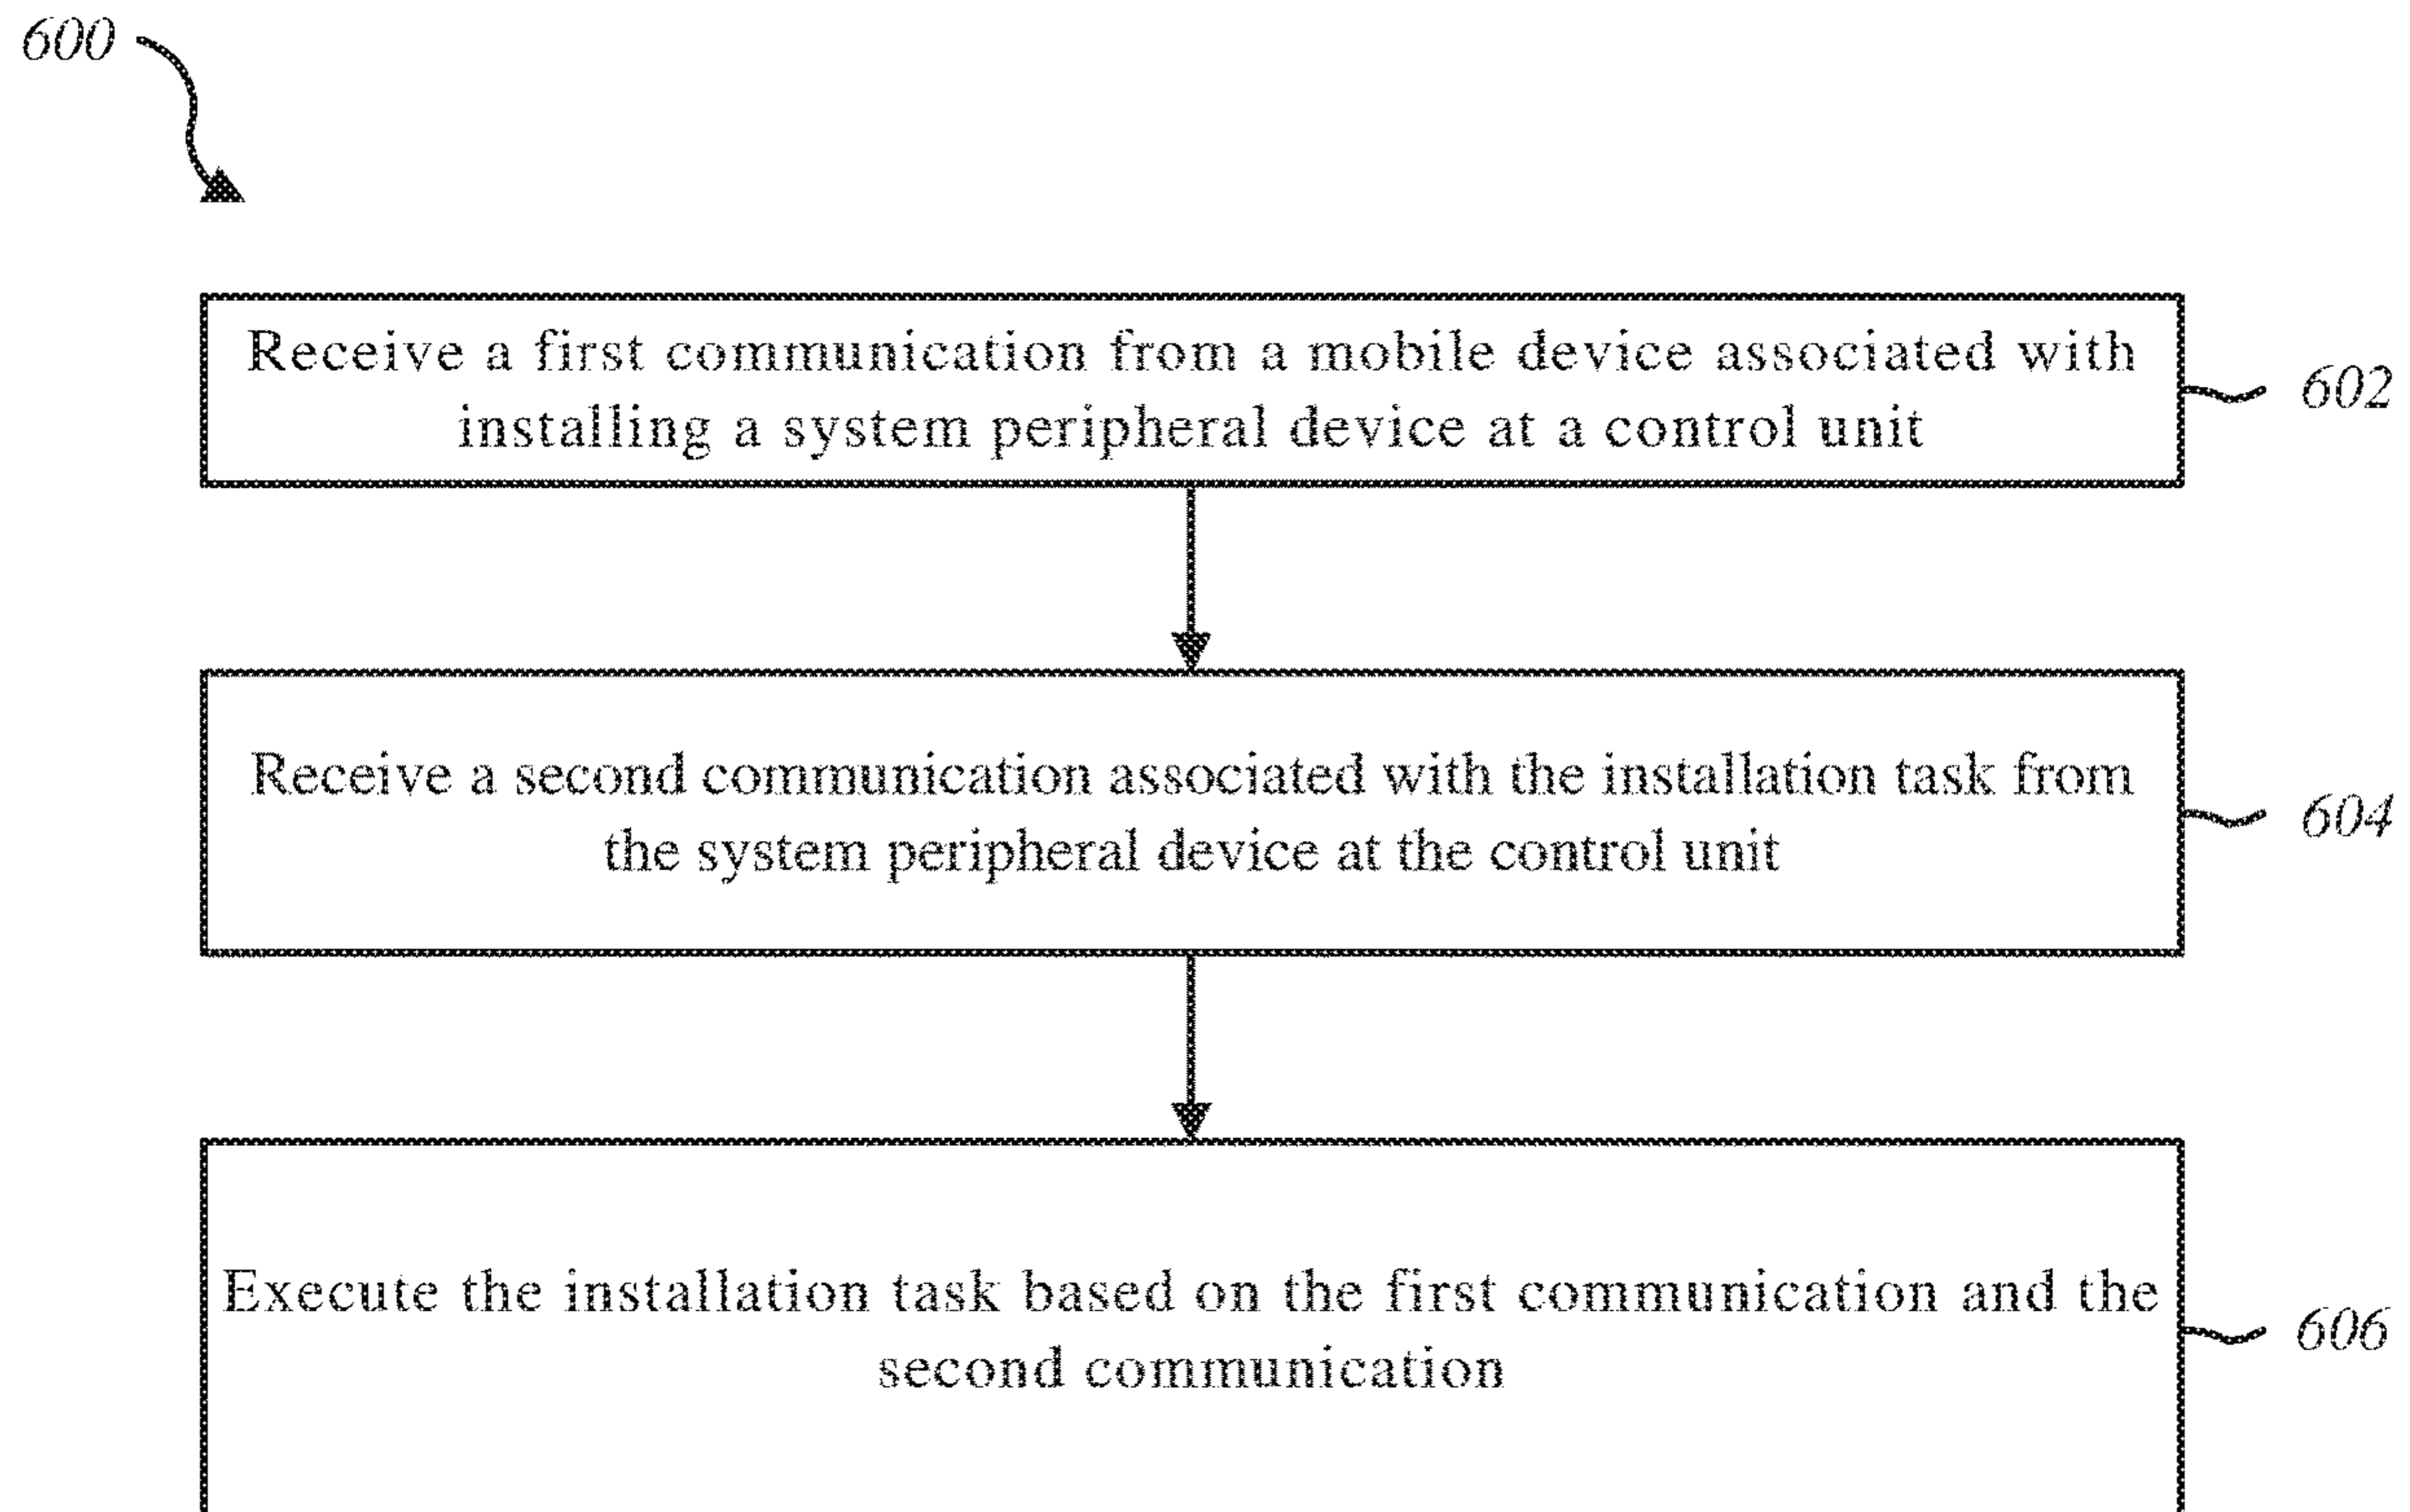 600
Receive a first communication from a mobile device associated with
installing a system peripheral device at a control unit
602
Receive a second communication associated with the installation task from
the system peripheral device at the control unit
604
Execute the installation task based on the first communication and the
second communication
606